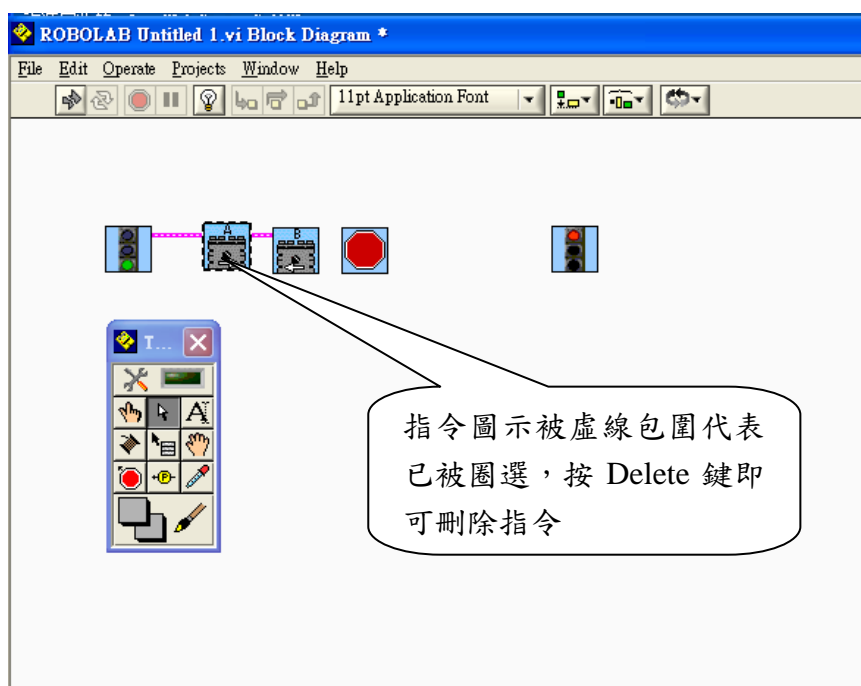 ROBOLAB Untitled 1.vi Block Diagram *
File Edit Operate Projects Window Help
11pt Application Font
A
B
T...
A
P
指令圖示被虛線包圍代表
已被圈選，按 Delete 鍵即
可刪除指令